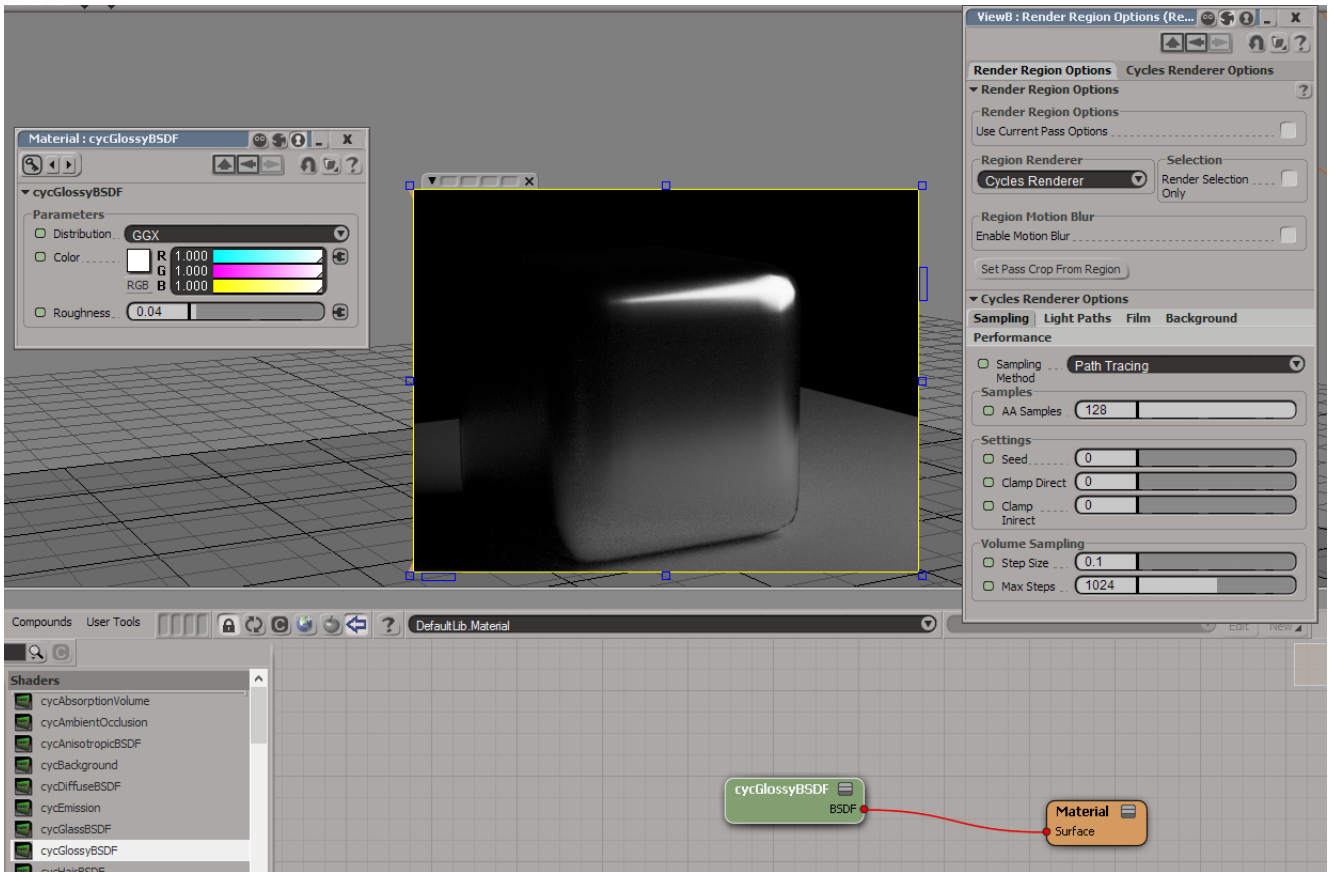 Material : cycGlossyBSDF
X
cycGlossyBSDF
Parameters
Distribution
GGX
Color
R 1.000
G 1.000
RGB B 1.000
Roughness
0.04
ViewB : Render Region Options (Re...
X
?
Render Region Options Cycles Renderer Options
Render Region Options
?
Render Region Options
Use Current Pass Options
Region Renderer
Cycles Renderer
Selection
Render Selection
Only
Region Motion Blur
Enable Motion Blur
Set Pass Crop From Region
Cycles Renderer Options
Sampling Light Paths Film Background
Performance
Sampling
Method
Path Tracing
Samples
AA Samples 128
Settings
Seed 0
Clamp Direct 0
Clamp
Inirect
0
Volume Sampling
Step Size 0.1
Max Steps 1024
Compounds User Tools
C
?
DefaultLib.Material
Edit New
C
Shaders
cycAbsorptionVolume
cycAmbientOcclusion
cycAnisotropicBSDF
cycBackground
cycDiffuseBSDF
cycEmission
cycGlassBSDF
cycGlossyBSDF
cycHairBSDF
cycGlossyBSDF
BSDF
Material
Surface